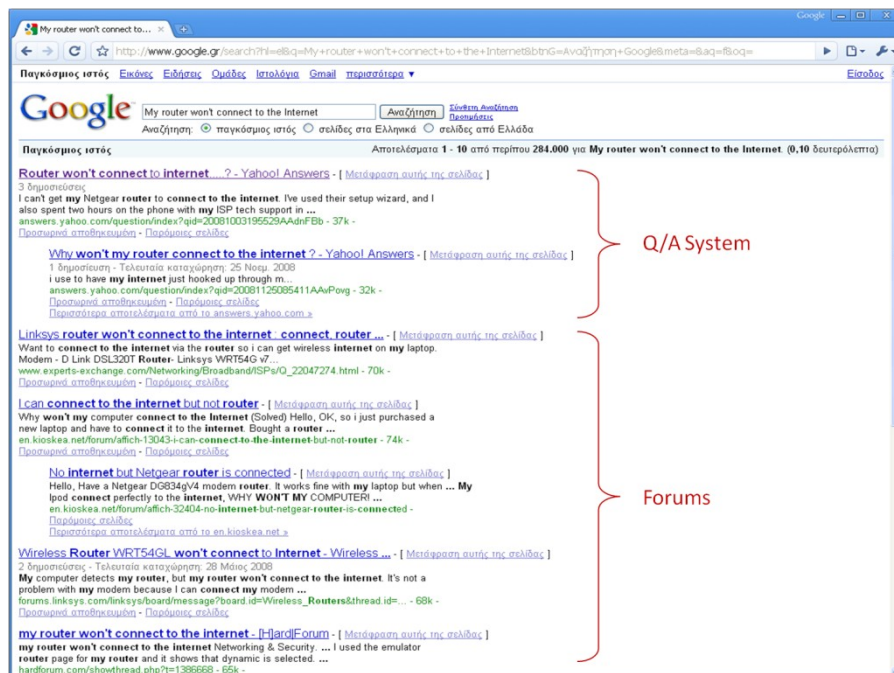 Google
My router won't connect to...
http://www.google.gr/search?hl=el&q=My+router+won't+connect+to+the+Internet&btnG=Αναζήτηση+Google&meta=&aq=f&oq=
Παγκόσμιος ιστός Εικόνες Ειδήσεις Ομάδες Ιστολόγια Gmail περισσότερα ▼ Είσοδος
Google My router won't connect to the Internet Αναζήτηση Σύνθετη Αναζήτηση
Προτιμήσεις
Αναζήτηση: παγκόσμιος ιστός σελίδες στα Ελληνικά σελίδες από Ελλάδα
Παγκόσμιος ιστός Αποτελέσματα 1 - 10 από περίπου 284.000 για My router won't connect to the Internet. (0,10 δευτερόλεπτα)
Router won't connect to internet.....? - Yahoo! Answers - [ Μετάφραση αυτής της σελίδας ]
3 δημοσιεύσεις
I can't get my Netgear router to connect to the internet. I've used their setup wizard, and I
also spent two hours on the phone with my ISP tech support in ...
answers.yahoo.com/question/index?qid=20081003195529AAdnFBb - 37k -
Προσωρινά αποθηκευμένη - Παρόμοιες σελίδες
Why won't my router connect to the internet ? - Yahoo! Answers - [ Μετάφραση αυτής της σελίδας ]
1 δημοσίευση - Τελευταία καταχώρηση: 25 Νοεμ. 2008
i use to have my internet just hooked up through m...
answers.yahoo.com/question/index?qid=20081125085411AAvPovg - 32k -
Προσωρινά αποθηκευμένη - Παρόμοιες σελίδες
Περισσότερα αποτελέσματα από το answers.yahoo.com »
Q/A System
Linksys router won't connect to the internet : connect, router ... - [ Μετάφραση αυτής της σελίδας ]
Want to connect to the internet via the router so i can get wireless internet on my laptop.
Modem - D Link DSL320T Router- Linksys WRT54G v7...
www.experts-exchange.com/Networking/Broadband/ISPs/Q_22047274.html - 70k -
Προσωρινά αποθηκευμένη - Παρόμοιες σελίδες
I can connect to the internet but not router - [ Μετάφραση αυτής της σελίδας ]
Why won't my computer connect to the Internet (Solved) Hello, OK, so i just purchased a
new laptop and have to connect it to the internet. Bought a router ...
en.kioskea.net/forum/affich-13043-i-can-connect-to-the-internet-but-not-router - 74k -
Προσωρινά αποθηκευμένη - Παρόμοιες σελίδες
No internet but Netgear router is connected - [ Μετάφραση αυτής της σελίδας ]
Hello, Have a Netgear DG834gV4 modem router. It works fine with my laptop but when ... My
Ipod connect perfectly to the internet, WHY WON'T MY COMPUTER! ...
en.kioskea.net/forum/affich-32404-no-internet-but-netgear-router-is-connected -
Παρόμοιες σελίδες
Περισσότερα αποτελέσματα από το en.kioskea.net »
Forums
Wireless Router WRT54GL won't connect to Internet - Wireless ... - [ Μετάφραση αυτής της σελίδας ]
2 δημοσιεύσεις - Τελευταία καταχώρηση: 28 Μάιος 2008
My computer detects my router, but my router won't connect to the internet. It's not a
problem with my modem because I can connect my modem ...
forums.linksys.com/linksys/board/message?board.id=Wireless_Routers&thread.id=... - 68k -
Προσωρινά αποθηκευμένη - Παρόμοιες σελίδες
my router won't connect to the internet - [H]ard|Forum - [ Μετάφραση αυτής της σελίδας ]
my router won't connect to the internet Networking & Security. ... I used the emulator
router page for my router and it shows that dynamic is selected. ...
hardforum.com/showthread.php?t=1386668 - 65k -